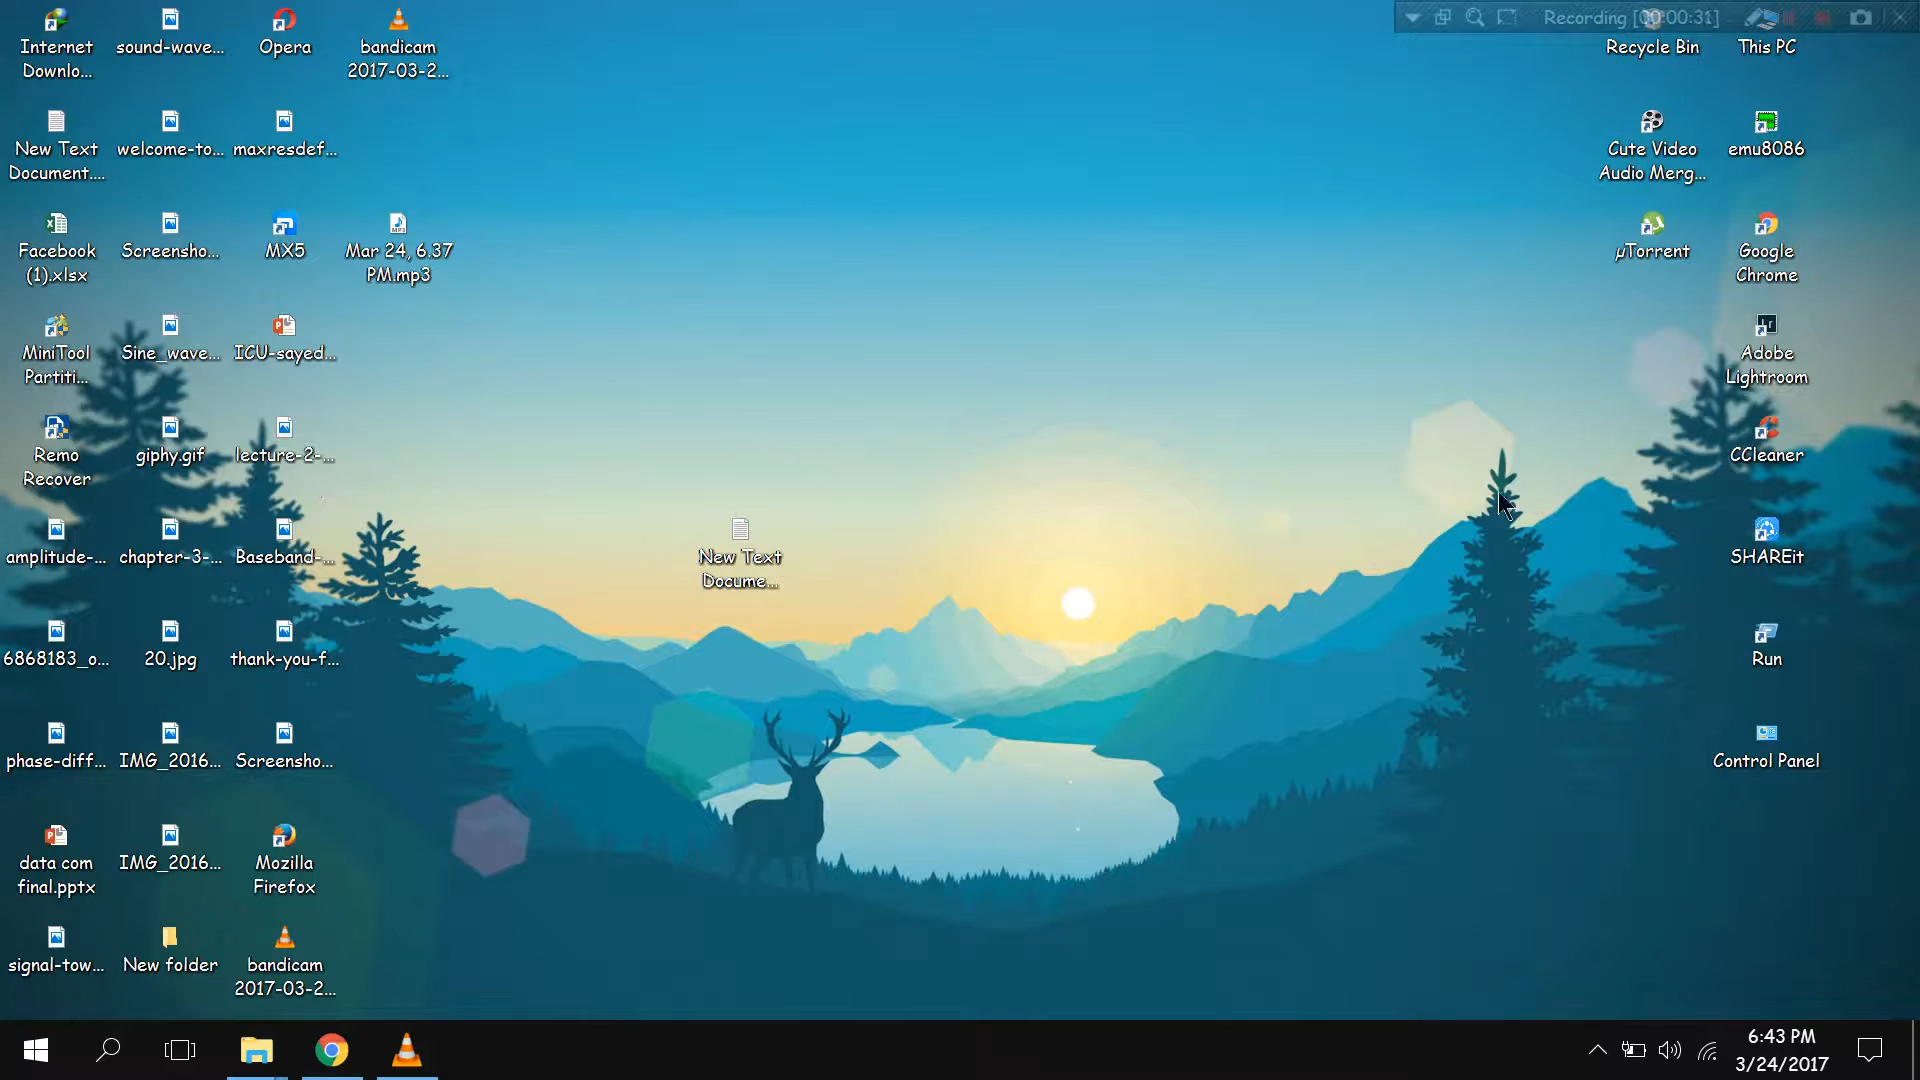 Recording [00:00:31]
Internet
Downlo...
sound-wave...
Opera
bandicam
2017-03-2...
Recycle Bin
This PC
New Text
Document....
welcome-to...
maxresdef...
Cute Video
Audio Merg...
emu8086
Facebook
(1).xlsx
Screensho...
MX5
Mar 24, 6.37
PM.mp3
µTorrent
Google
Chrome
MiniTool
Partiti...
Sine_wave...
ICU-sayed...
Adobe
Lightroom
Remo
Recover
giphy.gif
lecture-2-...
CCleaner
amplitude-...
chapter-3-...
Baseband-...
New Text
Docume...
SHAREit
6868183_o...
20.jpg
thank-you-f...
Run
phase-diff...
IMG_2016...
Screensho...
Control Panel
data com
final.pptx
IMG_2016...
Mozilla
Firefox
signal-tow...
New folder
bandicam
2017-03-2...
6:43 PM
3/24/2017